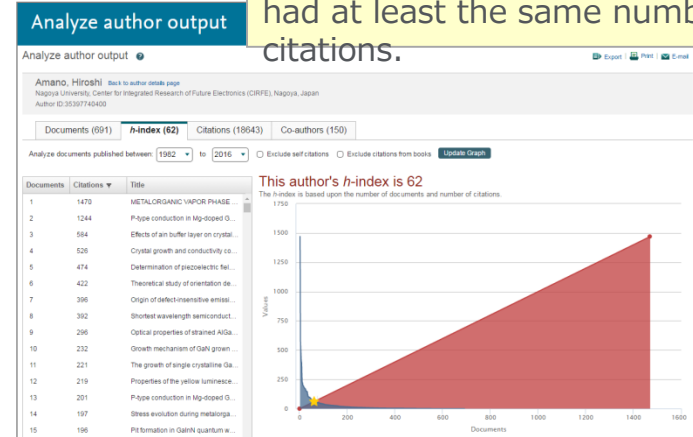 had at least the same numb
citations.
Analyze author output
Analyze author output
Export | Print | E-mail
Amano, Hiroshi Back to author details page
Nagoya University, Center for Integrated Research of Future Electronics (CIRFE), Nagoya, Japan
Author ID:35397740400
Documents (691) h-index (62) Citations (18643) Co-authors (150)
Analyze documents published between: 1982 to 2016 Exclude self citations Exclude citations from books Update Graph
Documents Citations Title
1 1470 METALORGANIC VAPOR PHASE ...
2 1244 P-type conduction in Mg-doped G...
3 584 Effects of ain buffer layer on crystal...
4 526 Crystal growth and conductivity co...
5 474 Determination of piezoelectric fiel...
6 422 Theoretical study of orientation de...
7 396 Origin of defect-insensitive emissi...
8 392 Shortest wavelength semiconduct...
9 296 Optical properties of strained AlGa...
10 232 Growth mechanism of GaN grown ...
11 221 The growth of single crystalline Ga...
12 219 Properties of the yellow luminesce...
13 201 P-type conduction in Mg-doped G...
14 197 Stress evolution during metalorga...
15 196 Pit formation in GaInN quantum w...
This author's h-index is 62
The h-index is based upon the number of documents and number of citations.
1750
1500
1250
1000
750
500
250
0
Values
0 200 400 600 800 1000 1200 1400 1600
Documents